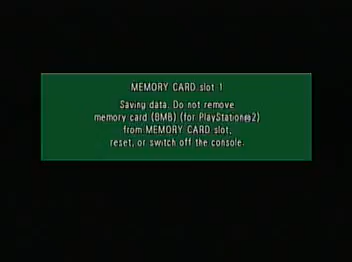 MEMORY CARD slot 1
Saving data. Do not remove
memory card (8MB) (for PlayStation®2)
from MEMORY CARD slot,
reset, or switch off the console.